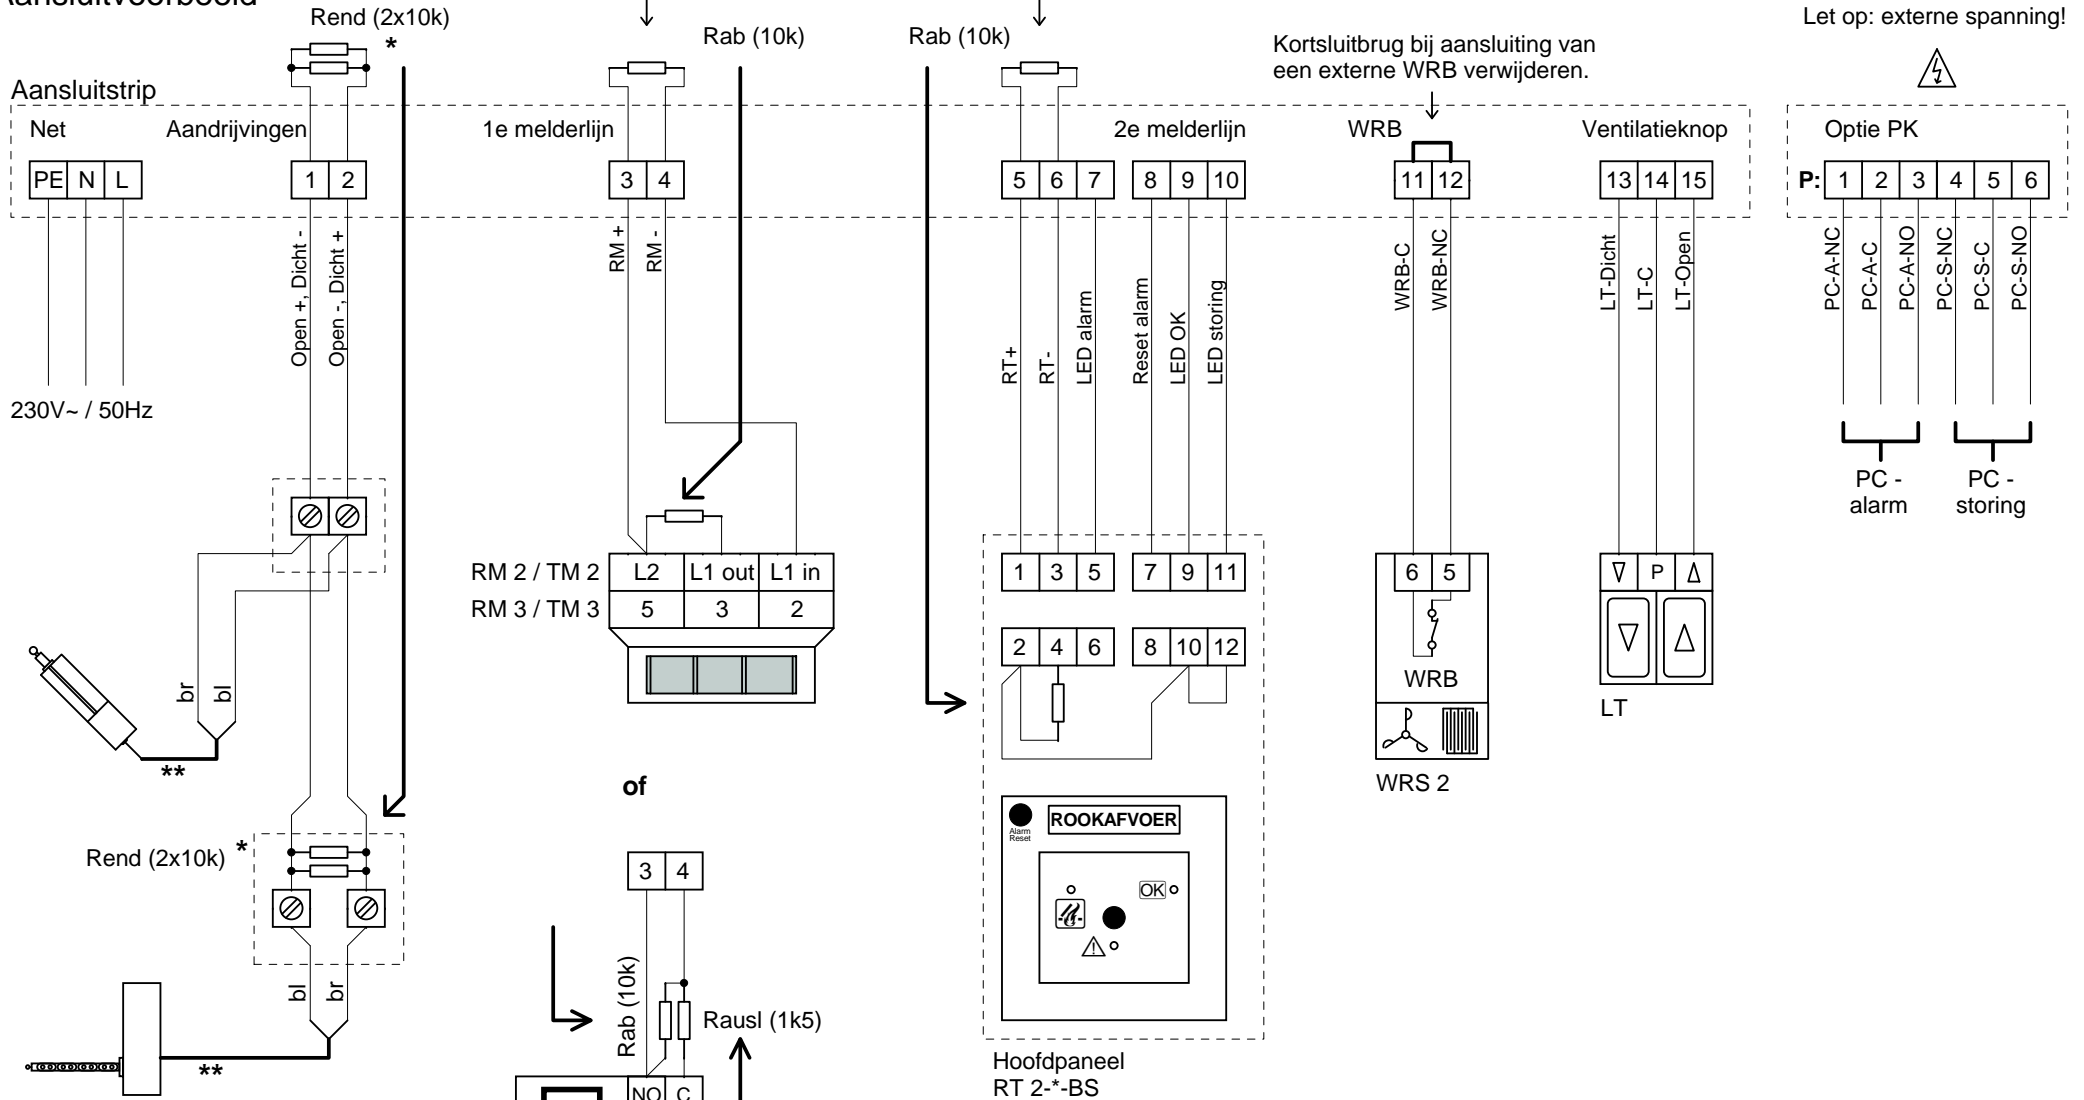 Aansluitvoorbeeld
Rend (2x10k)
*
Rab (10k)
Rab (10k)
Kortsluitbrug bij aansluiting van
een externe WRB verwijderen.
Let op: externe spanning!
Aansluitstrip
Net
Aandrijvingen
1e melderlijn
2e melderlijn
WRB
Ventilatieknop
Optie PK
PE N L
1 2
3 4
5 6 7
8 9 10
11 12
13 14 15
P: 1 2 3 4 5 6
Open +, Dicht -
Open -, Dicht +
RM +
RM -
RT+
RT-
LED alarm
Reset alarm
LED OK
LED storing
WRB-C
WRB-NC
LT-Dicht
LT-C
LT-Open
PC-A-NC
PC-A-C
PC-A-NO
PC-S-NC
PC-S-C
PC-S-NO
230V~ / 50Hz
PC -
alarm
PC -
storing
RM 2 / TM 2 L2 L1 out L1 in
RM 3 / TM 3 5 3 2
1 3 5
7 9 11
2 4 6
8 10 12
6 5
WRB
WRS 2
P
LT
br
bl
**
of
Rend (2x10k)
*
bl
br
**
3 4
Rab (10k)
Rausl (1k5)
NO C
Alarm
Reset
ROOKAFVOER
OK
Hoofdpaneel
RT 2-*-BS